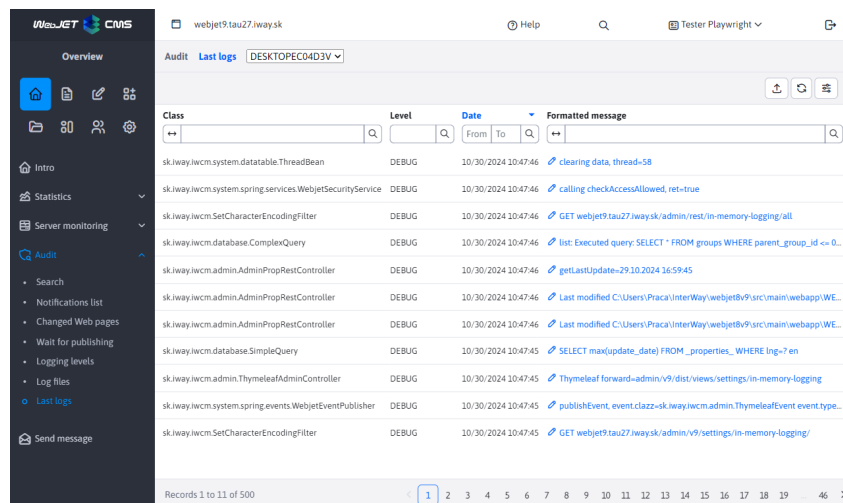 WebJET CMS
webjet9.tau27.iway.sk
Help
Tester Playwright
Overview
Audit Last logs DESKTOPEC04D3V
Class Level Date Formatted message
From To
sk.iway.iwcm.system.datatable.ThreadBean DEBUG 10/30/2024 10:47:46 clearing data, thread=58
sk.iway.iwcm.system.spring.services.WebjetSecurityService DEBUG 10/30/2024 10:47:46 calling checkAccessAllowed, ret=true
sk.iway.iwcm.SetCharacterEncodingFilter DEBUG 10/30/2024 10:47:46 GET webjet9.tau27.iway.sk/admin/rest/in-memory-logging/all
sk.iway.iwcm.database.ComplexQuery DEBUG 10/30/2024 10:47:46 list: Executed query: SELECT * FROM groups WHERE parent_group_id <= 0...
sk.iway.iwcm.admin.AdminPropRestController DEBUG 10/30/2024 10:47:46 getLastUpdate=29.10.2024 16:59:45
sk.iway.iwcm.admin.AdminPropRestController DEBUG 10/30/2024 10:47:46 Last modified C:\Users\Praca\InterWay\webjet8v9\src\main\webapp\WE...
sk.iway.iwcm.admin.AdminPropRestController DEBUG 10/30/2024 10:47:46 Last modified C:\Users\Praca\InterWay\webjet8v9\src\main\webapp\WE...
sk.iway.iwcm.database.SimpleQuery DEBUG 10/30/2024 10:47:45 SELECT max(update_date) FROM _properties_ WHERE lng=? en
sk.iway.iwcm.admin.ThymeleafAdminController DEBUG 10/30/2024 10:47:45 Thymeleaf forward=admin/v9/dist/views/settings/in-memory-logging
sk.iway.iwcm.system.spring.events.WebjetEventPublisher DEBUG 10/30/2024 10:47:45 publishEvent, event.clazz=sk.iway.iwcm.admin.ThymeleafEvent event.type...
sk.iway.iwcm.SetCharacterEncodingFilter DEBUG 10/30/2024 10:47:45 GET webjet9.tau27.iway.sk/admin/v9/settings/in-memory-logging/
Intro
Statistics
Server monitoring
Audit
Search
Notifications list
Changed Web pages
Wait for publishing
Logging levels
Log files
Last logs
Send message
Records 1 to 11 of 500
1 2 3 4 5 6 7 8 9 10 11 12 13 14 15 16 17 18 19 ... 46